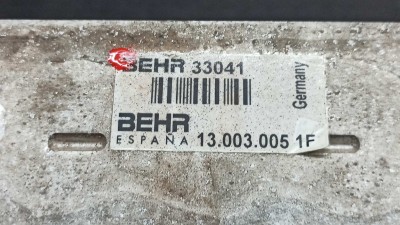 BEHR 33041
Germany
BEHR
ESPAÑA 13.003.005 1F